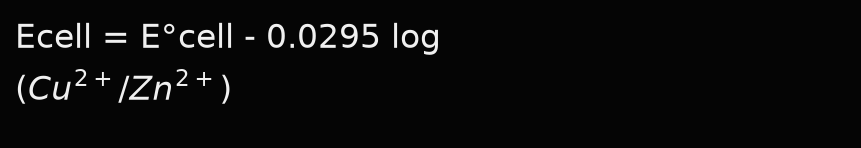 Ecell = E°cell - 0.0295 log
(Cu²⁺/Zn²⁺)